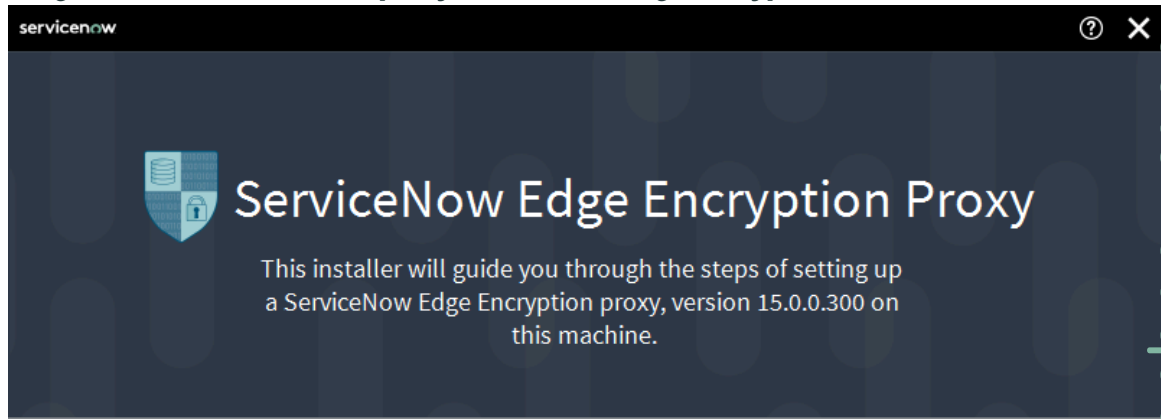 servicenow
ServiceNow Edge Encryption Proxy
This installer will guide you through the steps of setting up
a ServiceNow Edge Encryption proxy, version 15.0.0.300 on
this machine.